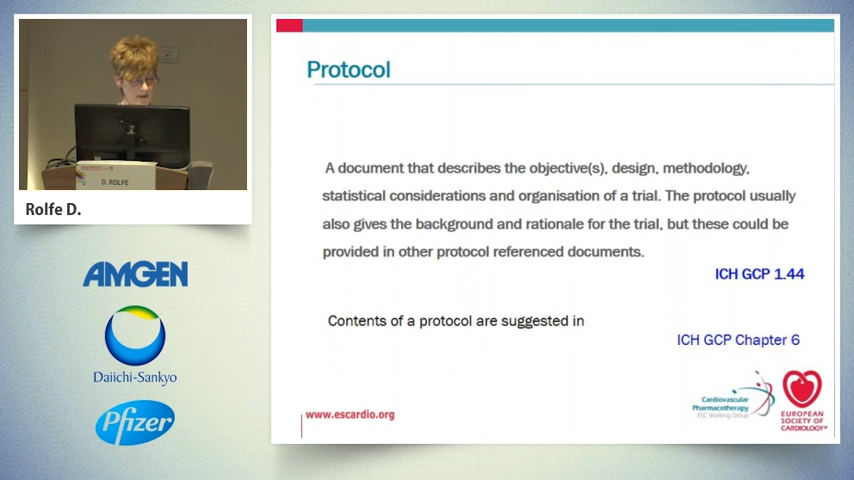 D. ROLFE
Rolfe D.
AMGEN
Daiichi-Sankyo
Pfizer
Protocol
A document that describes the objective(s), design, methodology,
statistical considerations and organisation of a trial. The protocol usually
also gives the background and rationale for the trial, but these could be
provided in other protocol referenced documents.
ICH GCP 1.44
Contents of a protocol are suggested in
ICH GCP Chapter 6
www.escardio.org
Cardiovascular
Pharmacotherapy
ESC Working Group
EUROPEAN
SOCIETY OF
CARDIOLOGY®